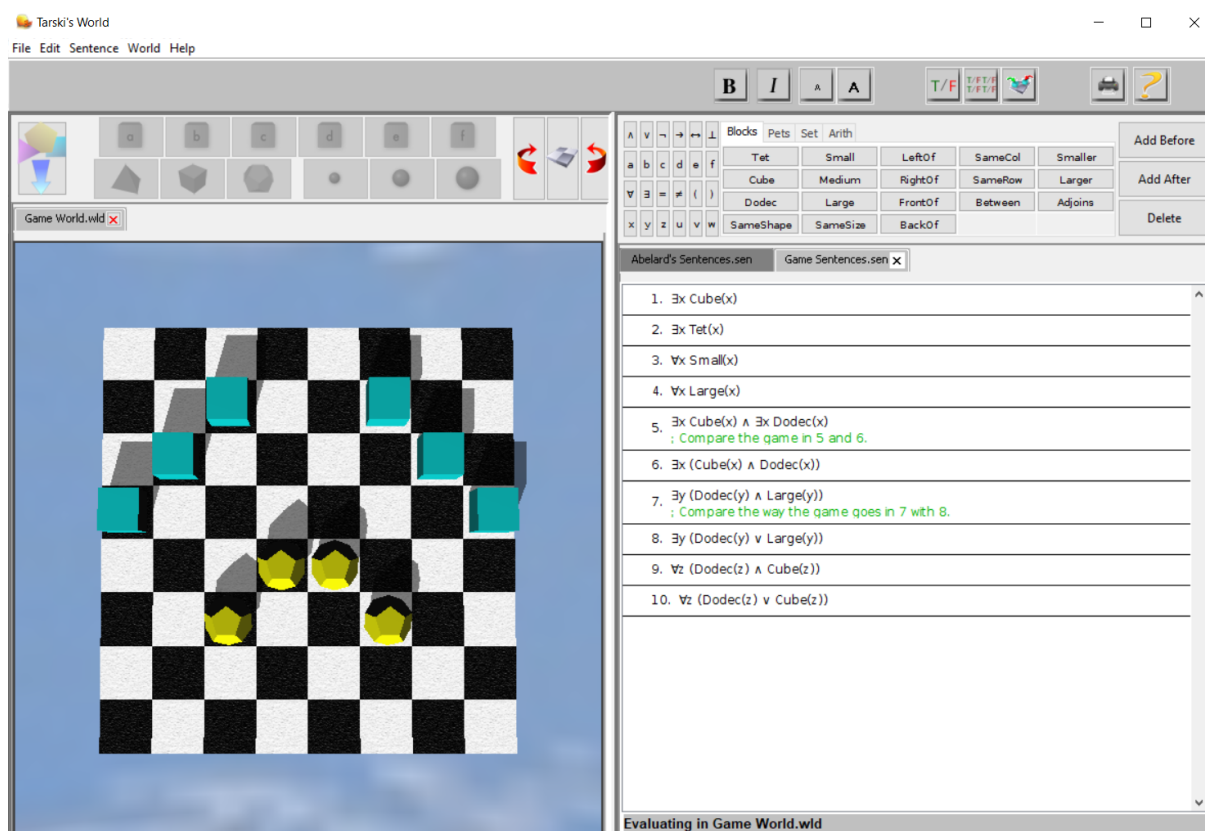 Tarski's World
File Edit Sentence World Help
B I A A T/F T/FT/F T/FT/F ?
a b c d e f
∧ ∨ ¬ → ↔ ⊥ Blocks Pets Set Arith
a b c d e f
∀ ∃ = ≠ ( )
x y z u v w
Tet Small LeftOf SameCol Smaller
Cube Medium RightOf SameRow Larger
Dodec Large FrontOf Between Adjoins
SameShape SameSize BackOf
Add Before
Add After
Delete
Game World.wld
Abelard's Sentences.sen Game Sentences.sen
1. ∃x Cube(x)
2. ∃x Tet(x)
3. ∀x Small(x)
4. ∀x Large(x)
5. ∃x Cube(x) ∧ ∃x Dodec(x)
; Compare the game in 5 and 6.
6. ∃x (Cube(x) ∧ Dodec(x))
7. ∃y (Dodec(y) ∧ Large(y))
; Compare the way the game goes in 7 with 8.
8. ∃y (Dodec(y) ∨ Large(y))
9. ∀z (Dodec(z) ∧ Cube(z))
10. ∀z (Dodec(z) ∨ Cube(z))
Evaluating in Game World.wld